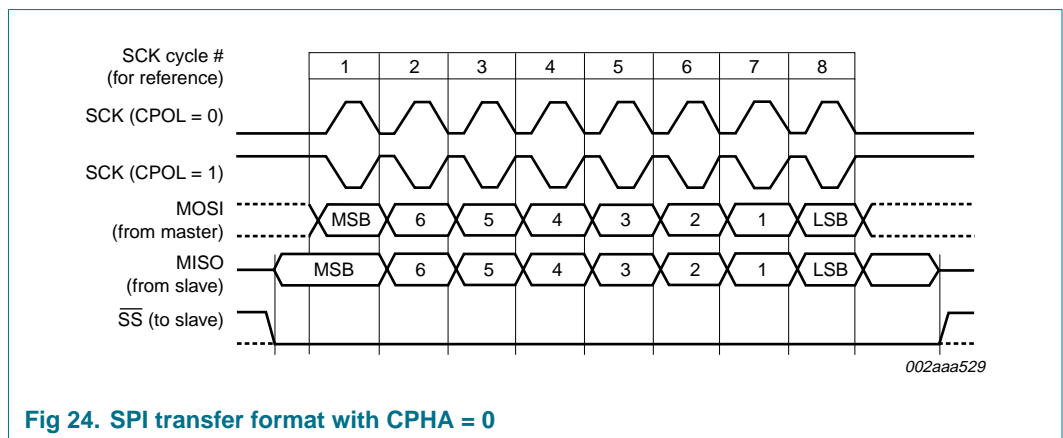 SCK cycle #
(for reference)
1 2 3 4 5 6 7 8
SCK (CPOL = 0)
SCK (CPOL = 1)
MOSI
(from master)
MSB 6 5 4 3 2 1 LSB
MISO
(from slave)
MSB 6 5 4 3 2 1 LSB
SS (to slave)
002aaa529
Fig 24. SPI transfer format with CPHA = 0